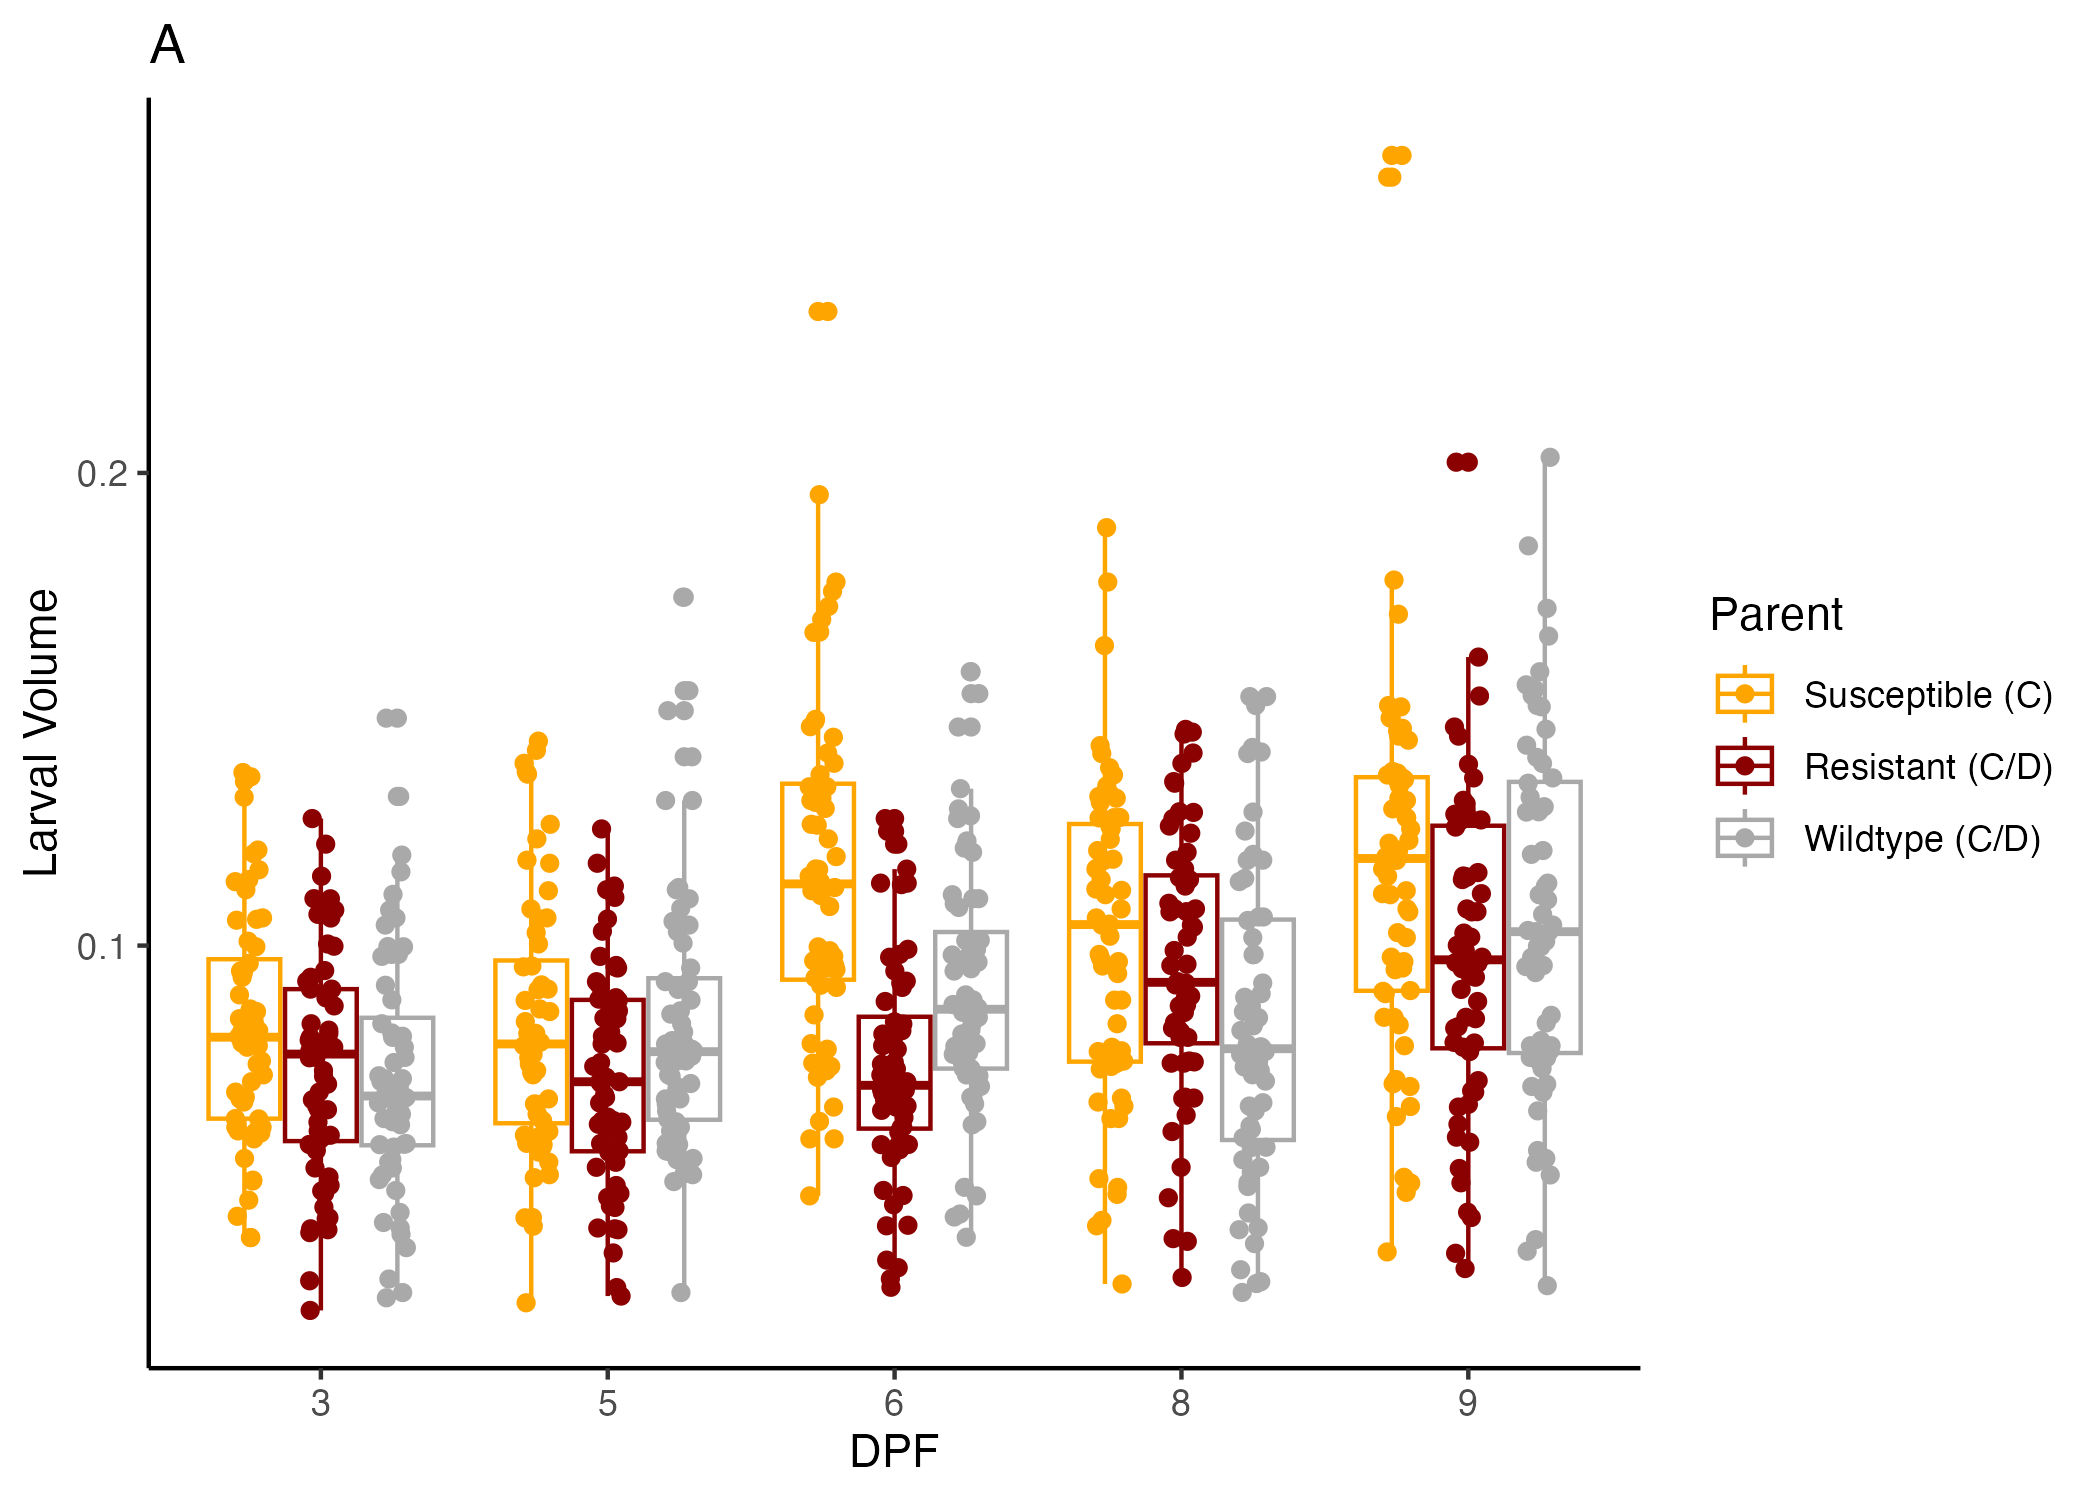 A
Larval Volume
0.2
0.1
3 5 6 8 9
DPF
Parent
Susceptible (C)
Resistant (C/D)
Wildtype (C/D)